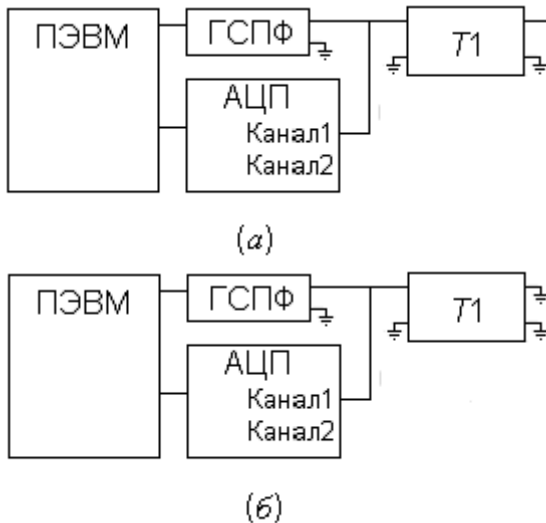 ПЭВМ
ГСПФ
Т1
АЦП
Канал1
Канал2
(а)
ПЭВМ
ГСПФ
Т1
АЦП
Канал1
Канал2
(б)